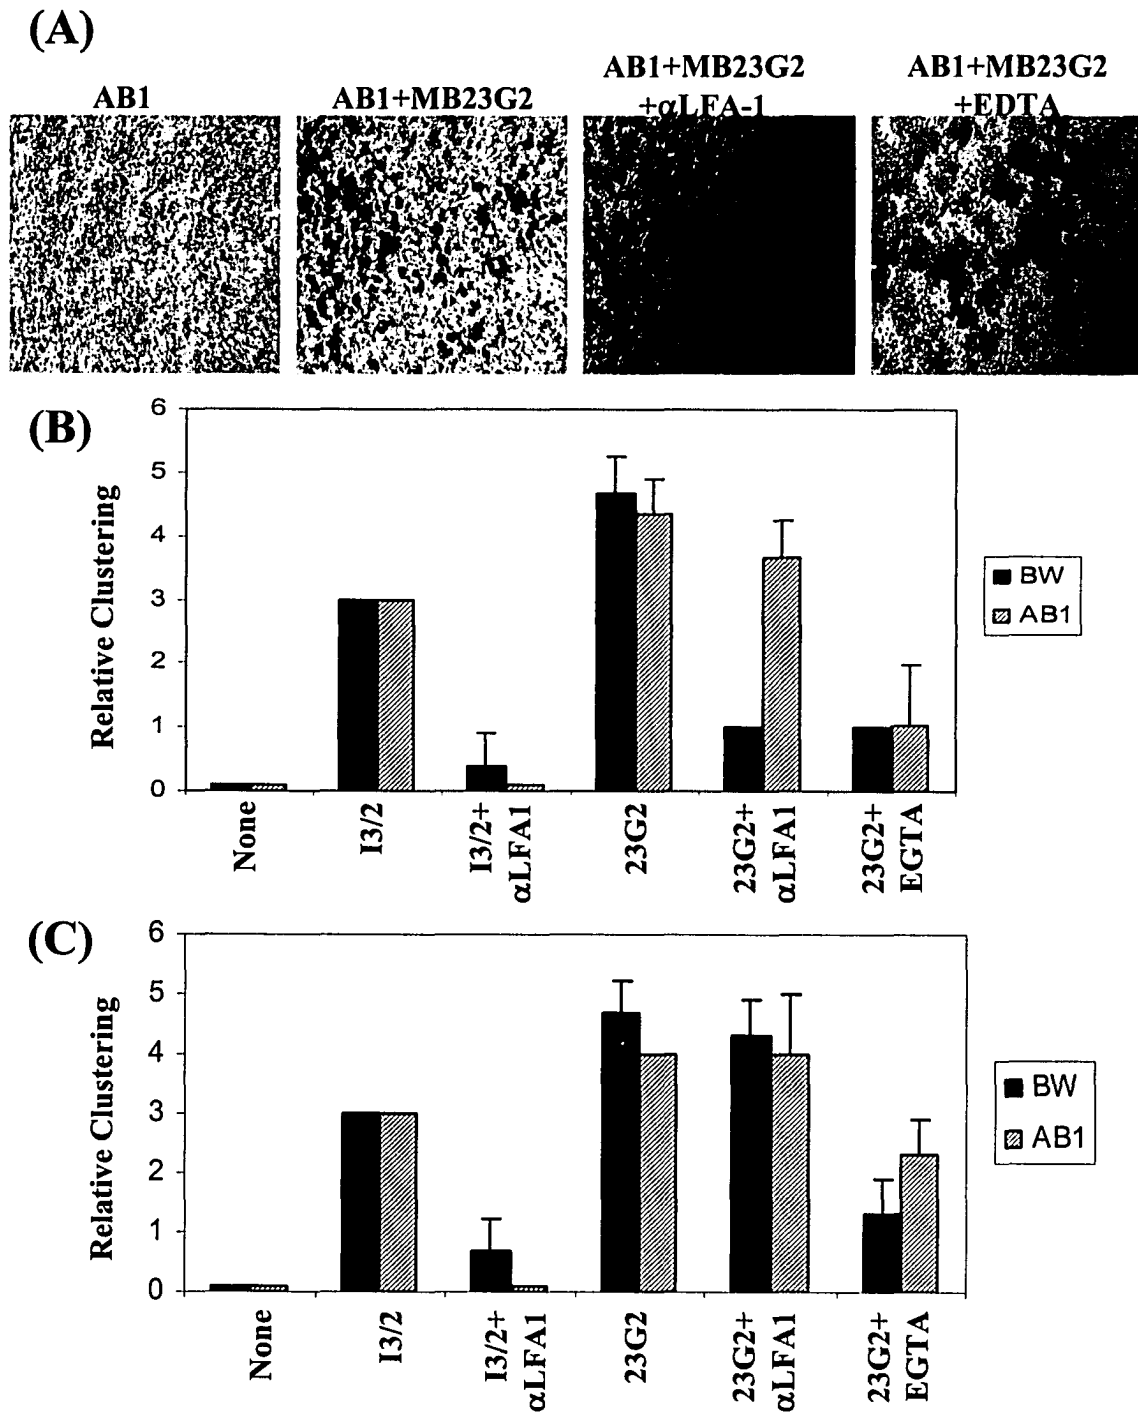 (A)
AB1
AB1+MB23G2
AB1+MB23G2
+αLFA-1
AB1+MB23G2
+EDTA
(B)
Relative Clustering
6
5
4
3
2
1
0
None
I3/2
I3/2+
αLFA1
23G2
23G2+
αLFA1
23G2+
EGTA
BW
AB1
(C)
Relative Clustering
6
5
4
3
2
1
0
None
I3/2
I3/2+
αLFA1
23G2
23G2+
αLFA1
23G2+
EGTA
BW
AB1